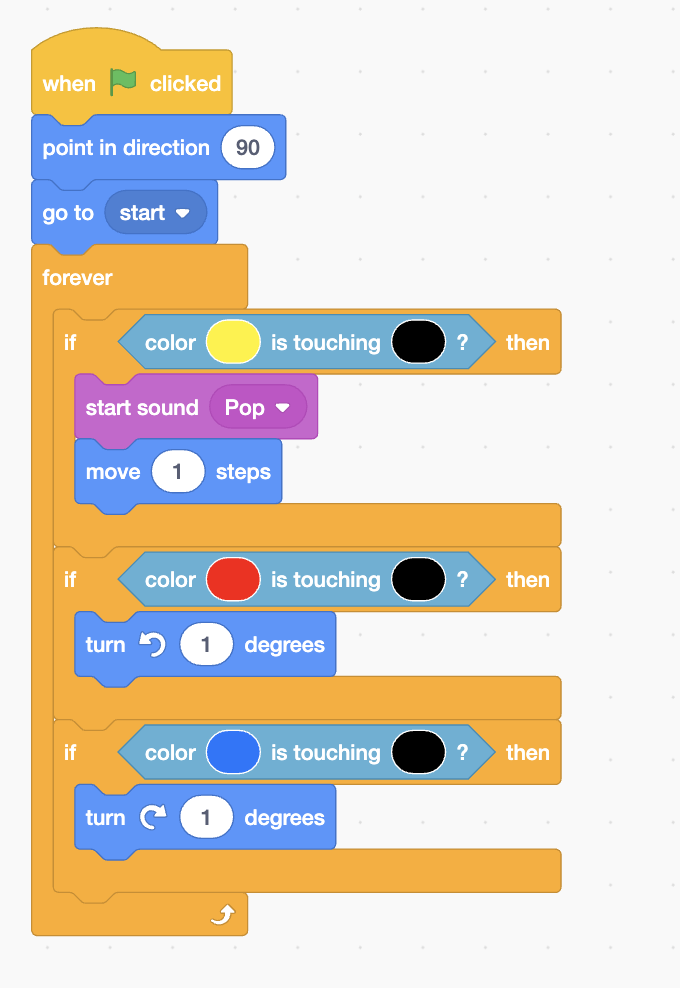 when clicked
point in direction 90
go to start
forever
if color is touching ? then
start sound Pop
move 1 steps
if color is touching ? then
turn 1 degrees
if color is touching ? then
turn 1 degrees